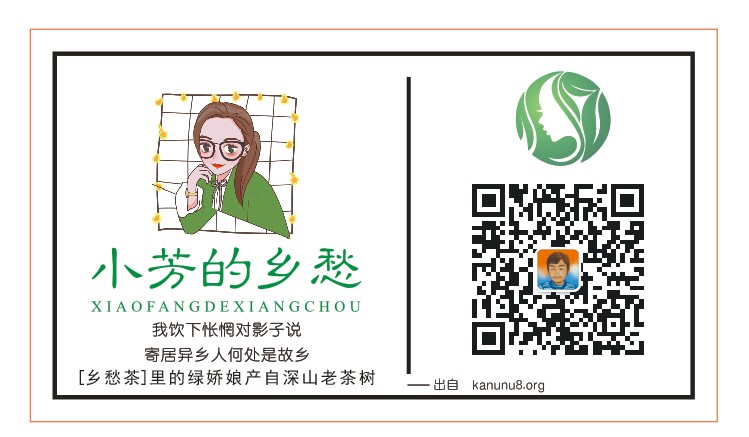 小芳的乡愁
XIAOFANGDEXIANGCHOU
我饮下怅惘对影子说
寄居异乡人何处是故乡
[乡愁茶]里的绿娇娘产自深山老茶树
—— 出自 kanunu8.org